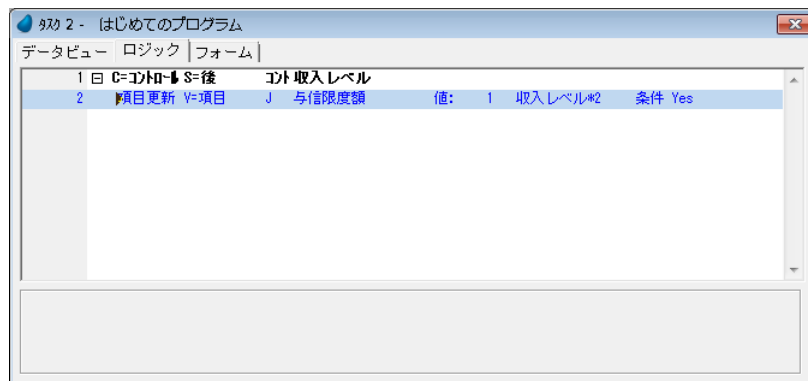 ﾀｽｸ 2 - はじめてのプログラム
データビュー ロジック フォーム
1 C=ｺﾝﾄﾛｰﾙ S=後 ｺﾝﾄ 収入レベル
2 項目更新 V=項目 J 与信限度額 値: 1 収入レベル*2 条件 Yes